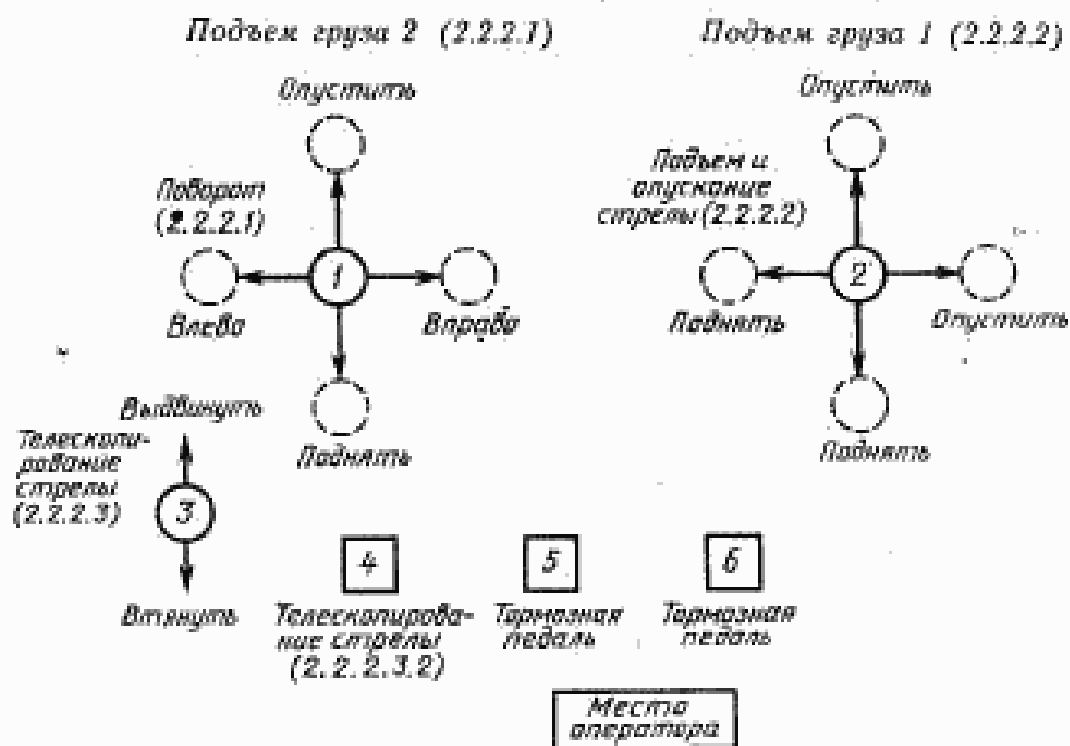 Подъем груза 2 (2.2.2.1)
Подъем груза 1 (2.2.2.2)
Опустить
Опустить
Поворот
(2.2.2.1)
Подъем и
опускание
стрелы (2.2.2.2)
1
2
Влево
Вправо
Поднять
Опустить
Выдвинуть
Поднять
Поднять
Телескопи-
рование
стрелы
(2.2.2.3)
3
4
5
6
Втянуть
Телескопирова-
ние стрелы
(2.2.2.3.2)
Тормозная
педаль
Тормозная
педаль
Место
оператора